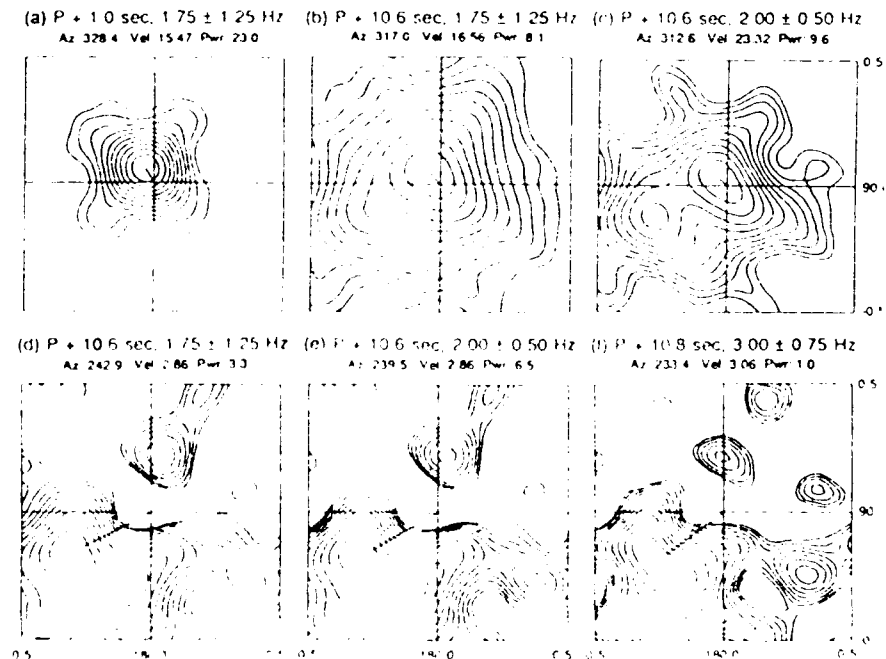 (a) P + 1.0 sec, 1.75 ± 1.25 Hz
Az 328.4 Vel 15.47 Pwr 23.0
(b) P + 10.6 sec, 1.75 ± 1.25 Hz
Az 317.0 Vel 16.56 Pwr 8.1
(c) P + 10.6 sec, 2.00 ± 0.50 Hz
Az 312.6 Vel 23.32 Pwr 9.6
0.5
90
-0.5
(d) P + 10.6 sec, 1.75 ± 1.25 Hz
Az 242.9 Vel 2.86 Pwr 3.3
(e) P + 10.6 sec, 2.00 ± 0.50 Hz
Az 239.5 Vel 2.86 Pwr 6.5
(f) P + 10.8 sec, 3.00 ± 0.75 Hz
Az 233.4 Vel 3.06 Pwr 1.0
0.5
90
0
0.5
0.5
180.0
0.5
180.0
0.5